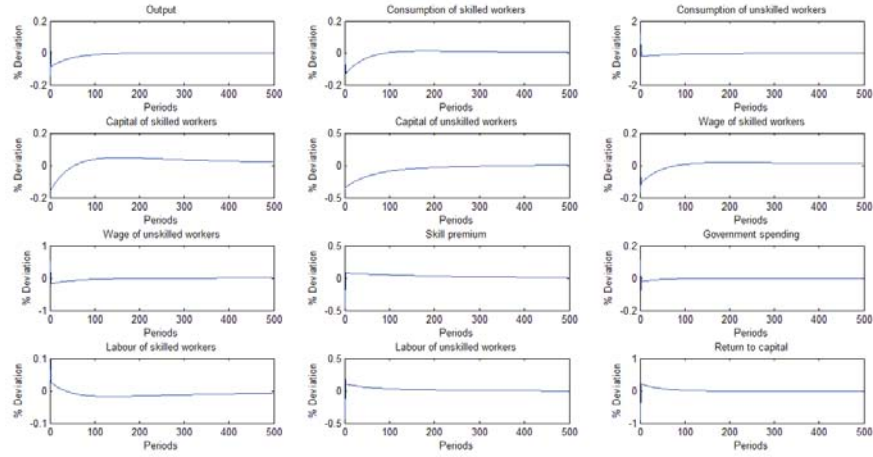 Output Consumption of skilled workers Consumption of unskilled workers
0.2 0.2 2
% Deviation % Deviation % Deviation
0 0 0
-0.2 -0.2 -2
0 100 200 300 400 500 0 100 200 300 400 500 0 100 200 300 400 500
Periods Periods Periods
Capital of skilled workers Capital of unskilled workers Wage of skilled workers
0.2 0.5 0.2
% Deviation % Deviation % Deviation
0 0 0
-0.2 -0.5 -0.2
0 100 200 300 400 500 0 100 200 300 400 500 0 100 200 300 400 500
Periods Periods Periods
Wage of unskilled workers Skill premium Government spending
1 0.5 0.2
% Deviation % Deviation % Deviation
0 0 0
-1 -0.5 -0.2
0 100 200 300 400 500 0 100 200 300 400 500 0 100 200 300 400 500
Periods Periods Periods
Labour of skilled workers Labour of unskilled workers Return to capital
0.1 0.5 1
% Deviation % Deviation % Deviation
0 0 0
-0.1 -0.5 -1
0 100 200 300 400 500 0 100 200 300 400 500 0 100 200 300 400 500
Periods Periods Periods